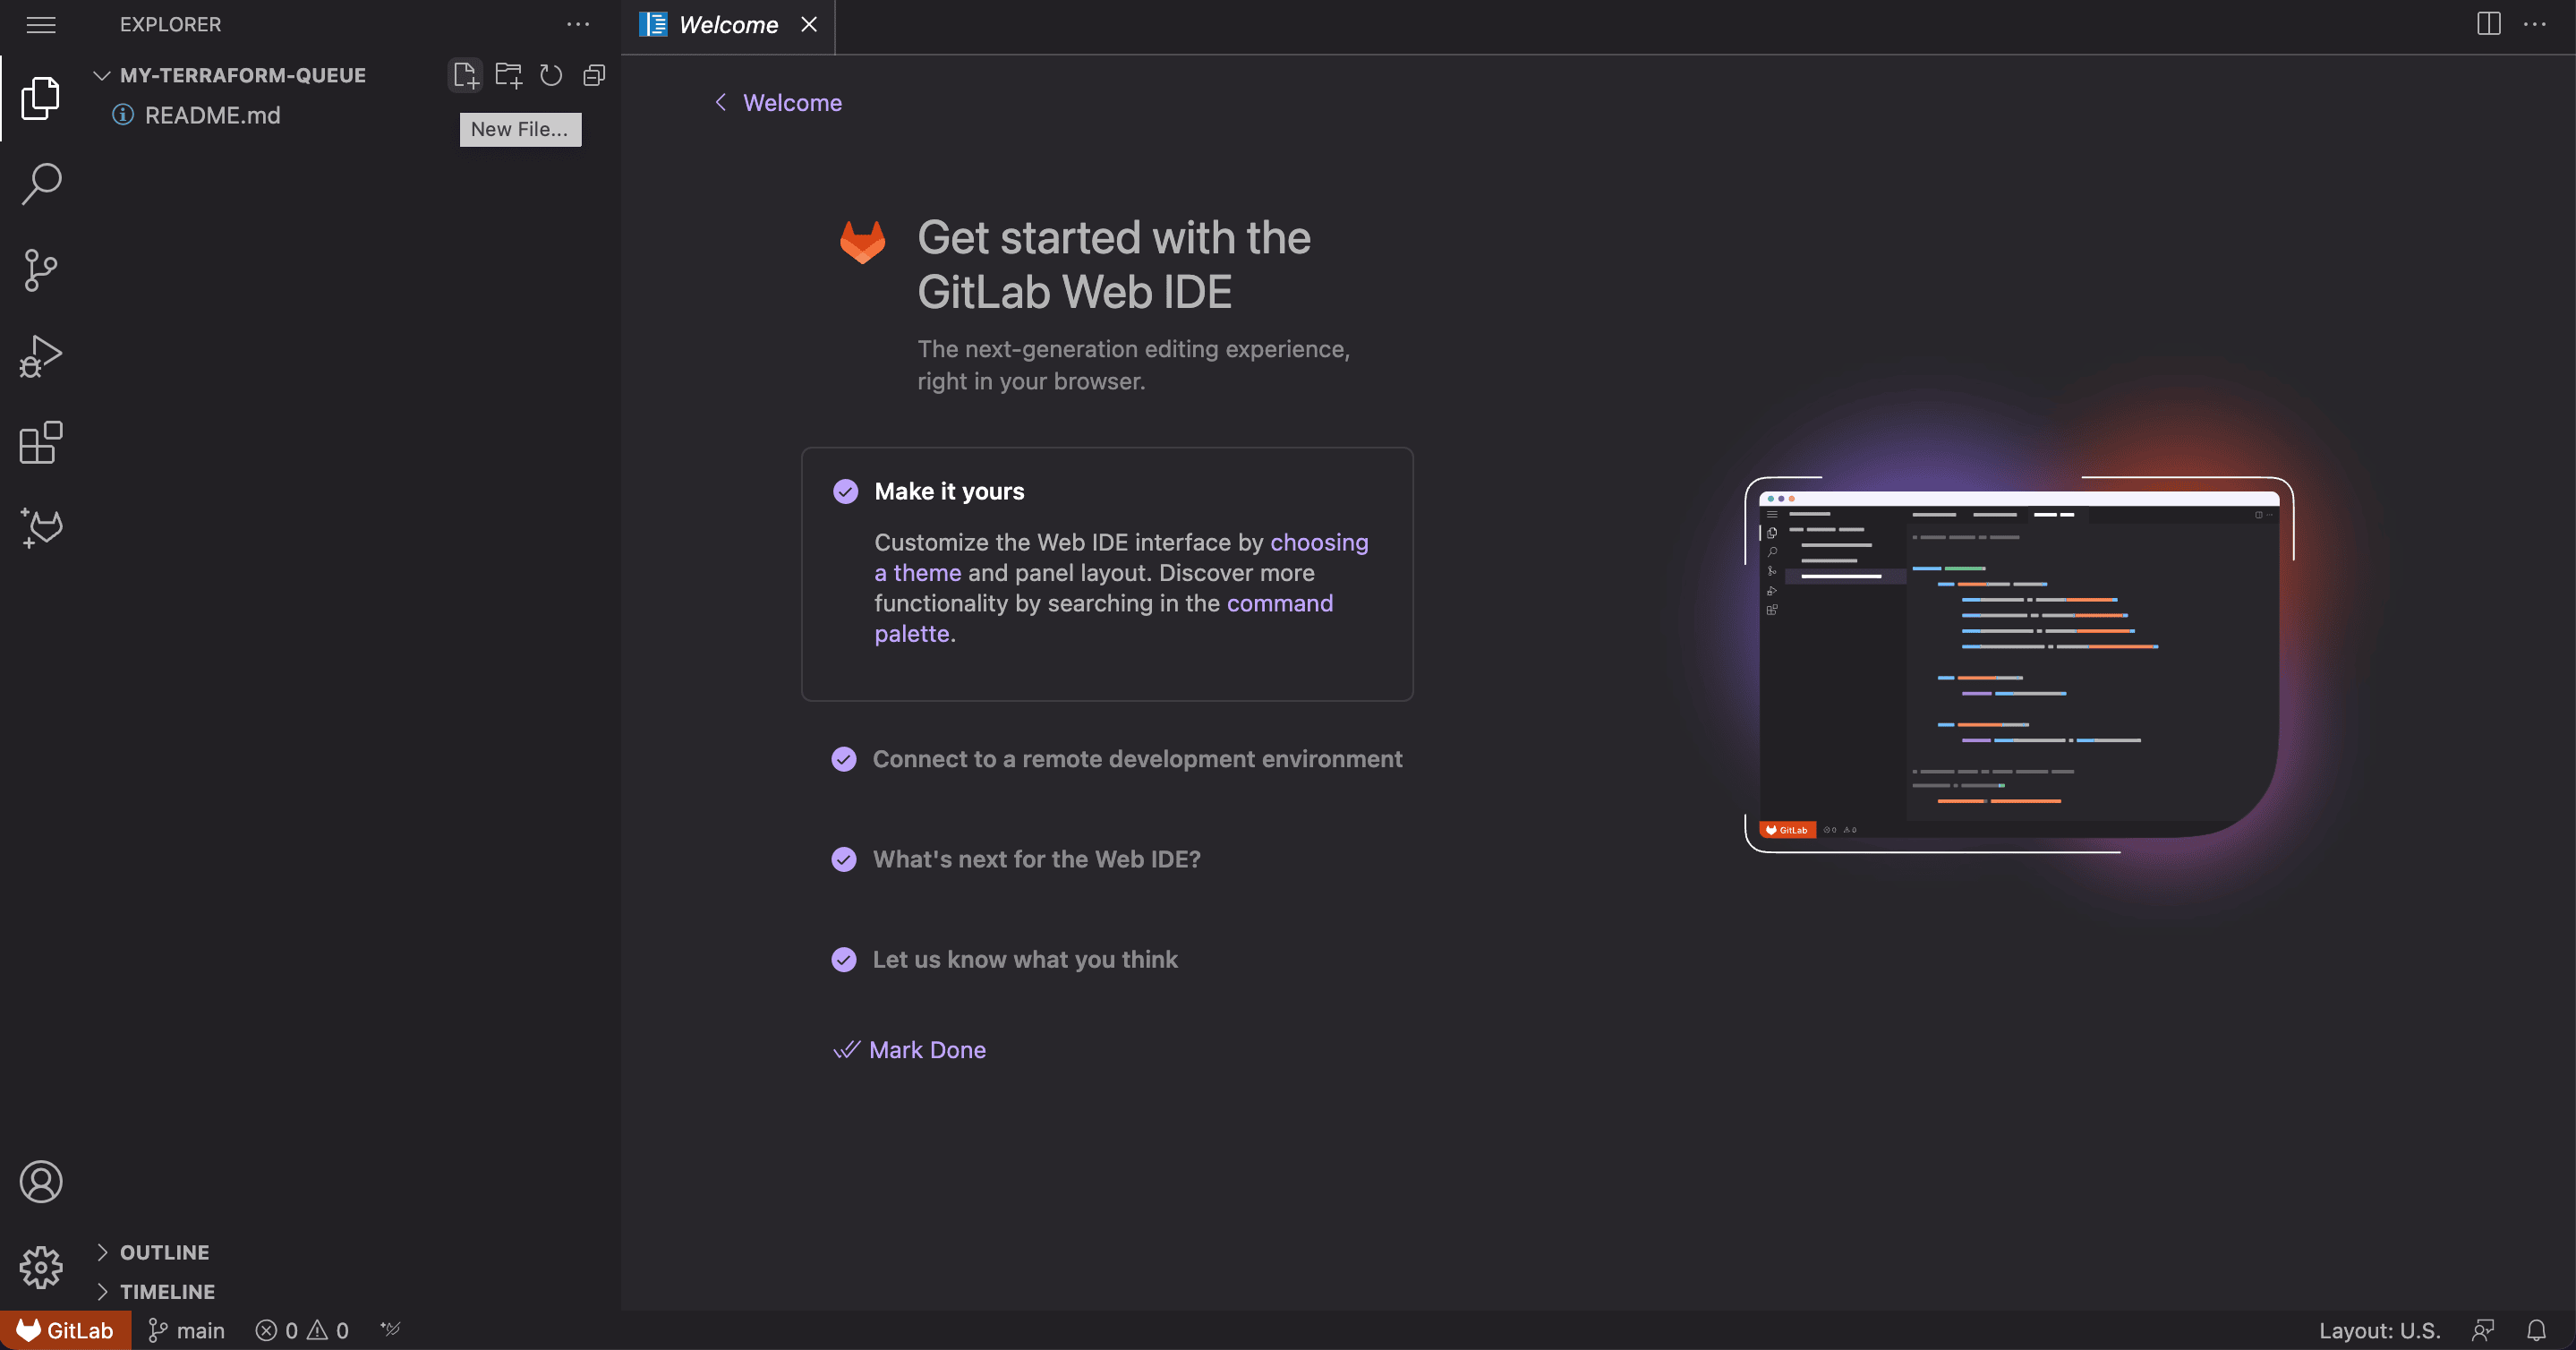 EXPLORER
MY-TERRAFORM-QUEUE
README.md
New File...
Welcome
Welcome
Get started with the
GitLab Web IDE
The next-generation editing experience,
right in your browser.
Make it yours
Customize the Web IDE interface by choosing
a theme and panel layout. Discover more
functionality by searching in the command
palette.
Connect to a remote development environment
What's next for the Web IDE?
Let us know what you think
Mark Done
GitLab
0 0
OUTLINE
TIMELINE
GitLab main 0 0
Layout: U.S.